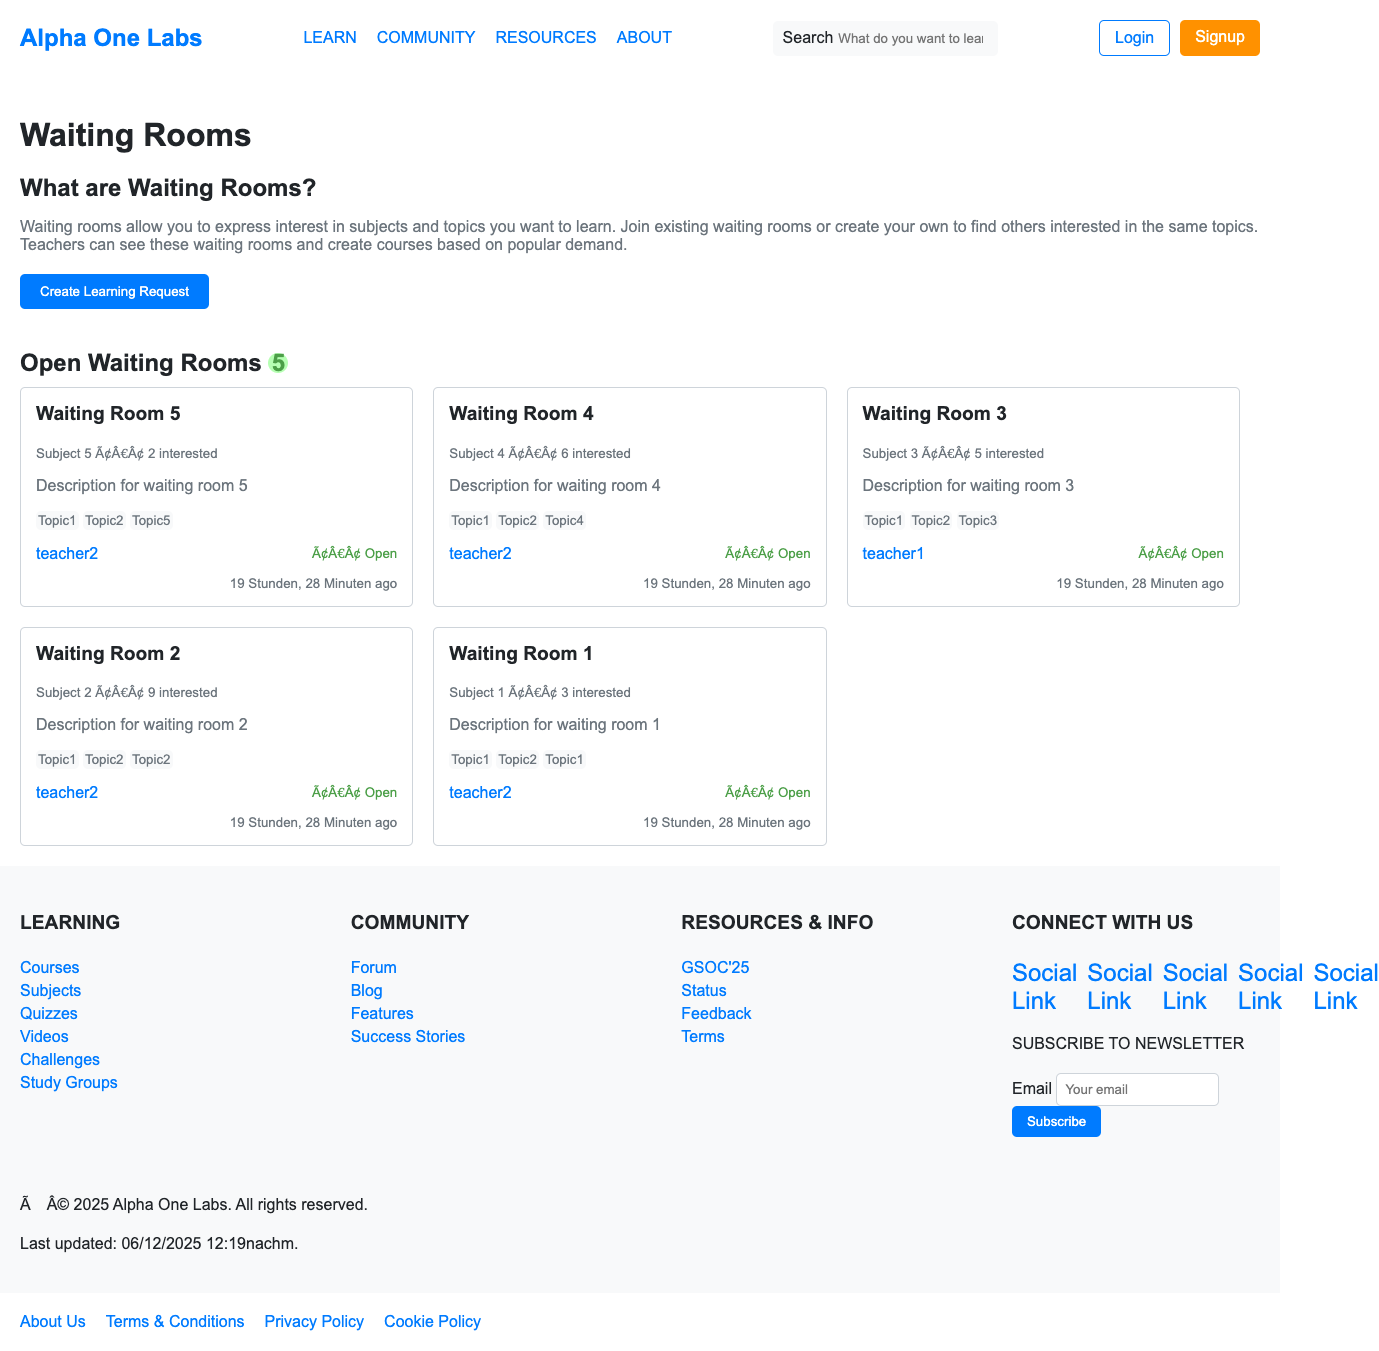 Alpha One Labs
LEARN COMMUNITY RESOURCES ABOUT
Search What do you want to lear
Login Signup
Waiting Rooms
What are Waiting Rooms?
Waiting rooms allow you to express interest in subjects and topics you want to learn. Join existing waiting rooms or create your own to find others interested in the same topics.
Teachers can see these waiting rooms and create courses based on popular demand.
Create Learning Request
Open Waiting Rooms 5
Waiting Room 5
Subject 5 Ã¢Â€Â¢ 2 interested
Description for waiting room 5
Topic1 Topic2 Topic5
teacher2 Ã¢Â€Â¢ Open
19 Stunden, 28 Minuten ago
Waiting Room 4
Subject 4 Ã¢Â€Â¢ 6 interested
Description for waiting room 4
Topic1 Topic2 Topic4
teacher2 Ã¢Â€Â¢ Open
19 Stunden, 28 Minuten ago
Waiting Room 3
Subject 3 Ã¢Â€Â¢ 5 interested
Description for waiting room 3
Topic1 Topic2 Topic3
teacher1 Ã¢Â€Â¢ Open
19 Stunden, 28 Minuten ago
Waiting Room 2
Subject 2 Ã¢Â€Â¢ 9 interested
Description for waiting room 2
Topic1 Topic2 Topic2
teacher2 Ã¢Â€Â¢ Open
19 Stunden, 28 Minuten ago
Waiting Room 1
Subject 1 Ã¢Â€Â¢ 3 interested
Description for waiting room 1
Topic1 Topic2 Topic1
teacher2 Ã¢Â€Â¢ Open
19 Stunden, 28 Minuten ago
LEARNING
Courses
Subjects
Quizzes
Videos
Challenges
Study Groups
COMMUNITY
Forum
Blog
Features
Success Stories
RESOURCES & INFO
GSOC'25
Status
Feedback
Terms
CONNECT WITH US
Social Social Social Social Social
Link Link Link Link Link
SUBSCRIBE TO NEWSLETTER
Email Your email
Subscribe
Ã Â© 2025 Alpha One Labs. All rights reserved.
Last updated: 06/12/2025 12:19nachm.
About Us Terms & Conditions Privacy Policy Cookie Policy